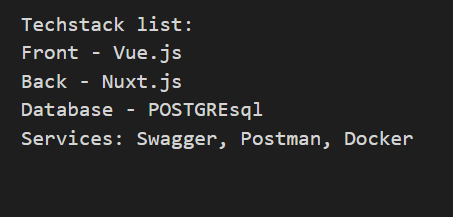 Techstack list:
Front - Vue.js
Back - Nuxt.js
Database - POSTGREsql
Services: Swagger, Postman, Docker